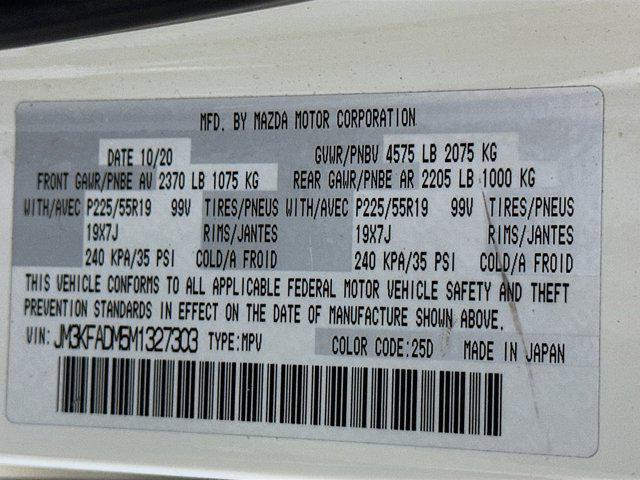 MFD. BY MAZDA MOTOR CORPORATION
DATE 10/20 GVWR/PNBV 4575 LB 2075 KG
FRONT GAWR/PNBE AV 2370 LB 1075 KG REAR GAWR/PNBE AR 2205 LB 1000 KG
WITH/AVEC P225/55R19 99V TIRES/PNEUS WITH/AVEC P225/55R19 99V TIRES/PNEUS
19X7J RIMS/JANTES 19X7J RIMS/JANTES
240 KPA/35 PSI COLD/A FROID 240 KPA/35 PSI COLD/A FROID
THIS VEHICLE CONFORMS TO ALL APPLICABLE FEDERAL MOTOR VEHICLE SAFETY AND THEFT
PREVENTION STANDARDS IN EFFECT ON THE DATE OF MANUFACTURE SHOWN ABOVE.
VIN: JM3KFADM5M1327303 TYPE:MPV COLOR CODE:25D MADE IN JAPAN